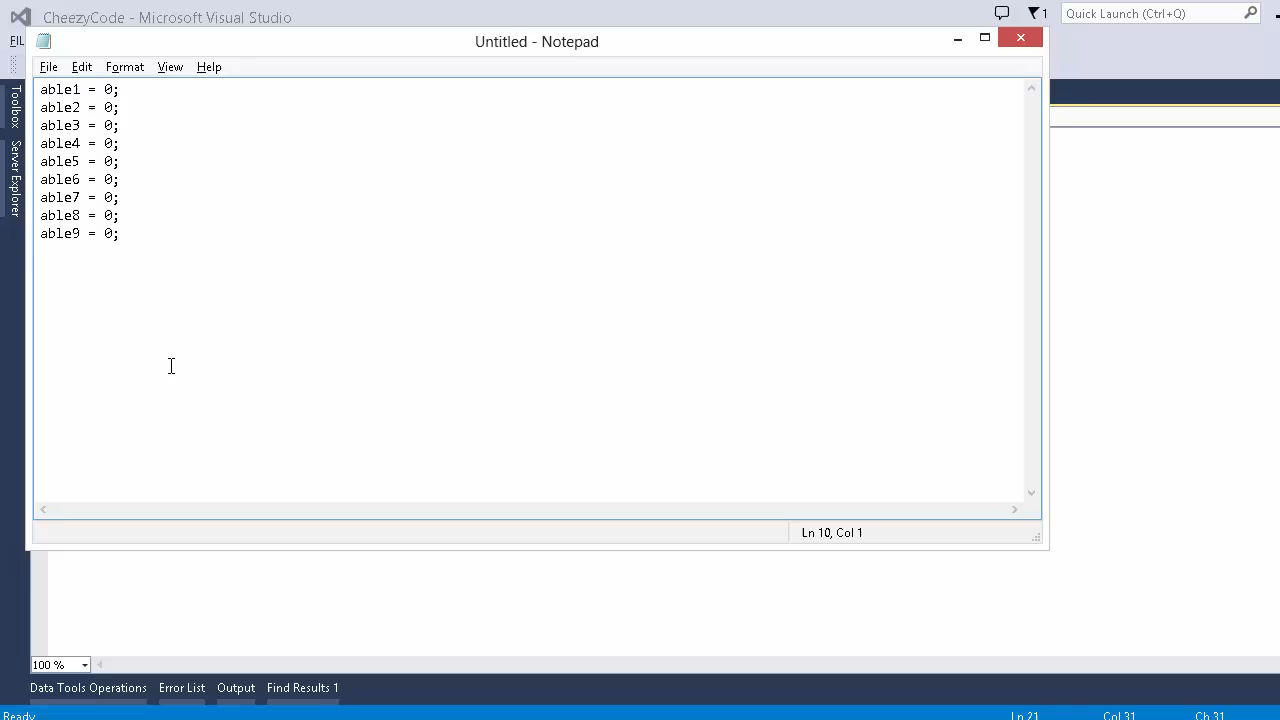 CheezyCode - Microsoft Visual Studio
1
Quick Launch (Ctrl+Q)
Untitled - Notepad
FIL
File Edit Format View Help
able1 = 0;
able2 = 0;
able3 = 0;
able4 = 0;
able5 = 0;
able6 = 0;
able7 = 0;
able8 = 0;
able9 = 0;
Toolbox
Server Explorer
Ln 10, Col 1
100 %
Data Tools Operations Error List Output Find Results 1
Ready Ln 21 Col 31 Ch 31